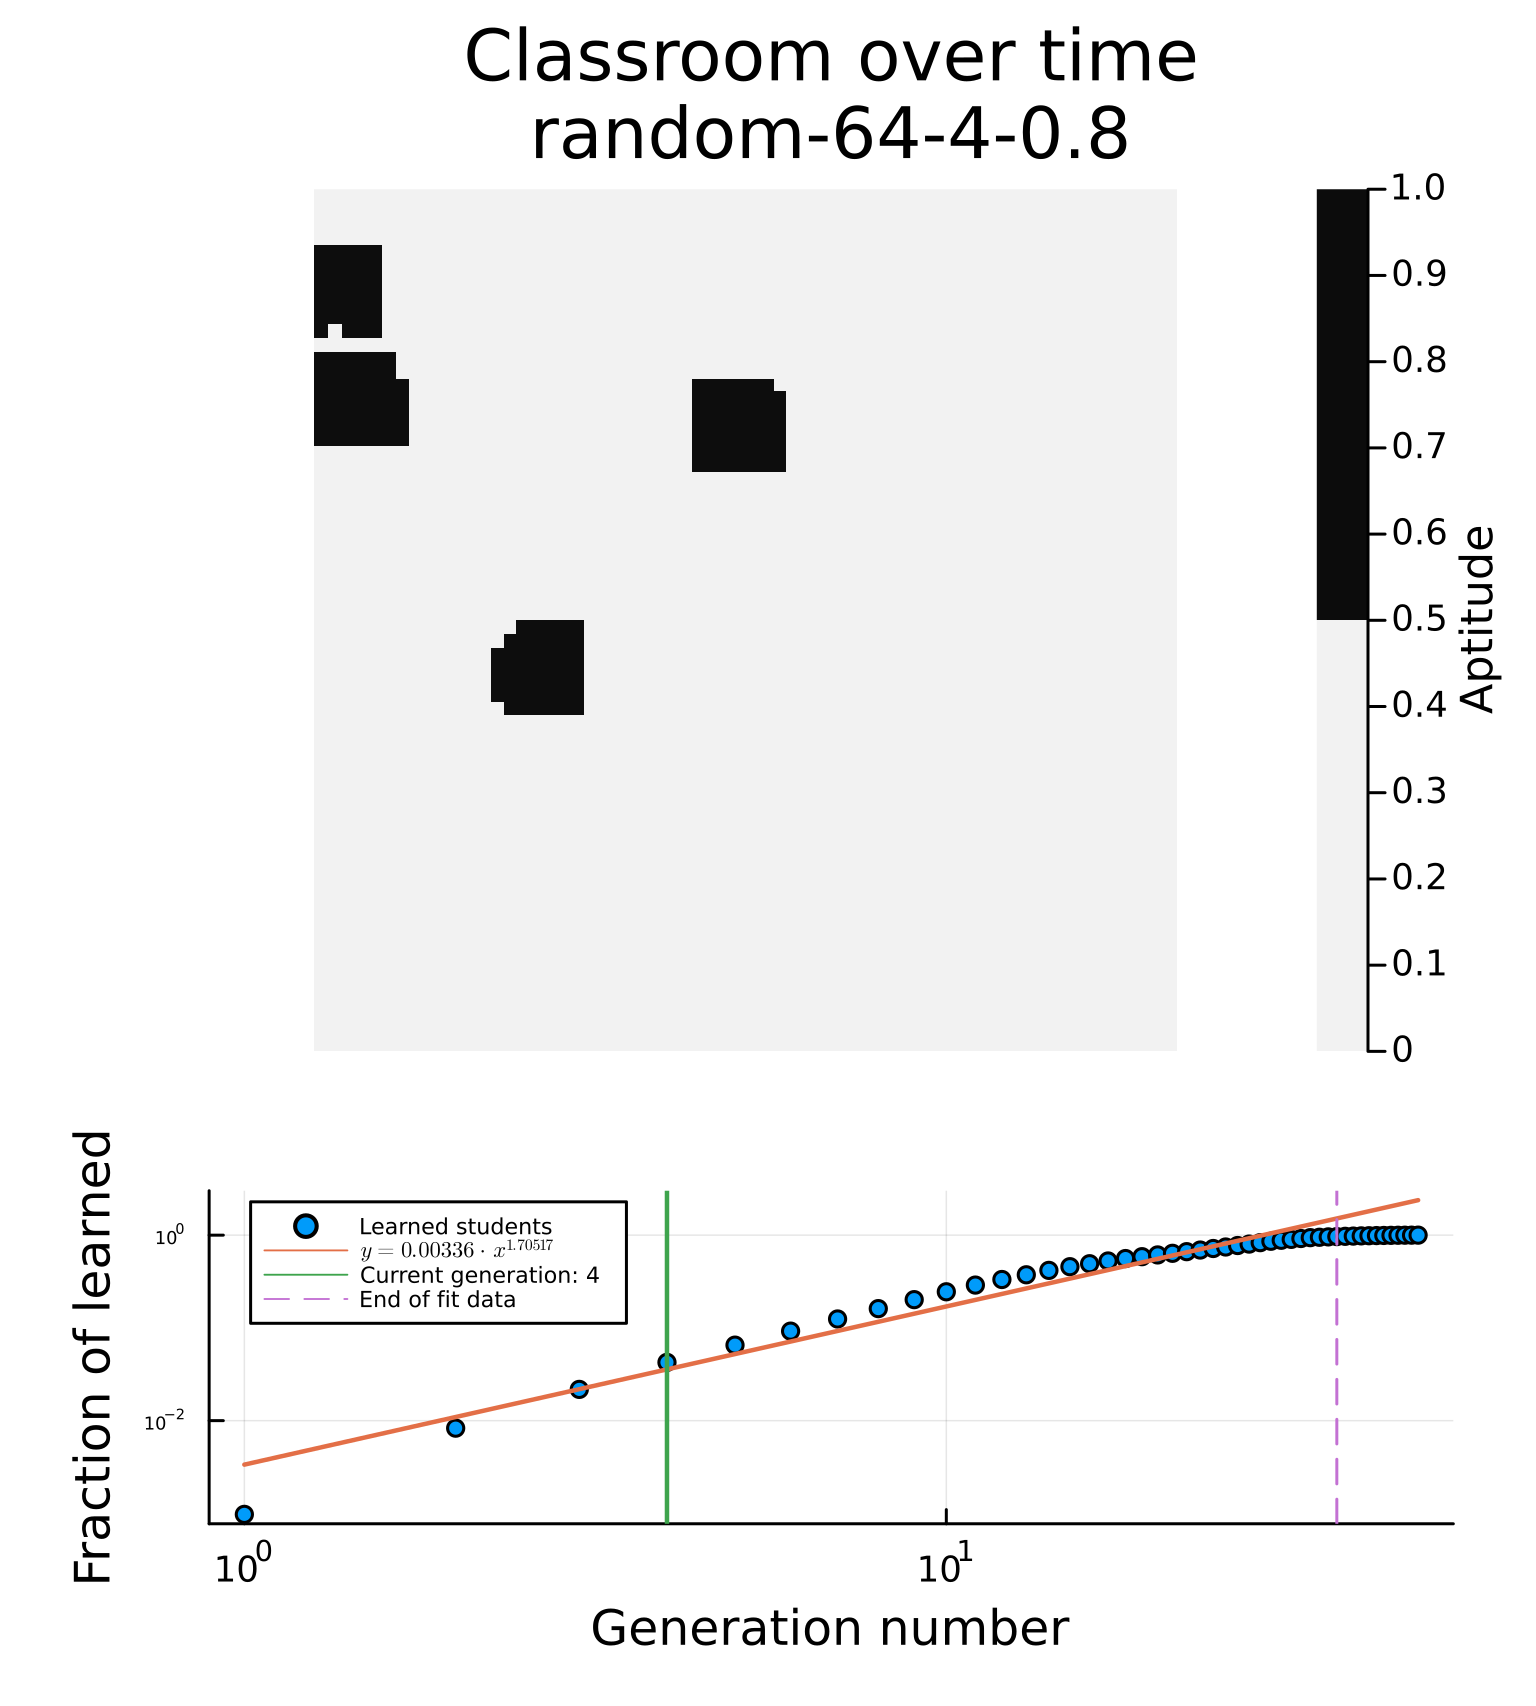 Classroom over time
random-64-4-0.8
1.0
0.9
0.8
0.7
0.6
0.5
0.4
0.3
0.2
0.1
0
Aptitude
Fraction of learned
10^0
10^-2
Learned students
y = 0.00336 · x^1.70517
Current generation: 4
End of fit data
10^0
10^1
Generation number